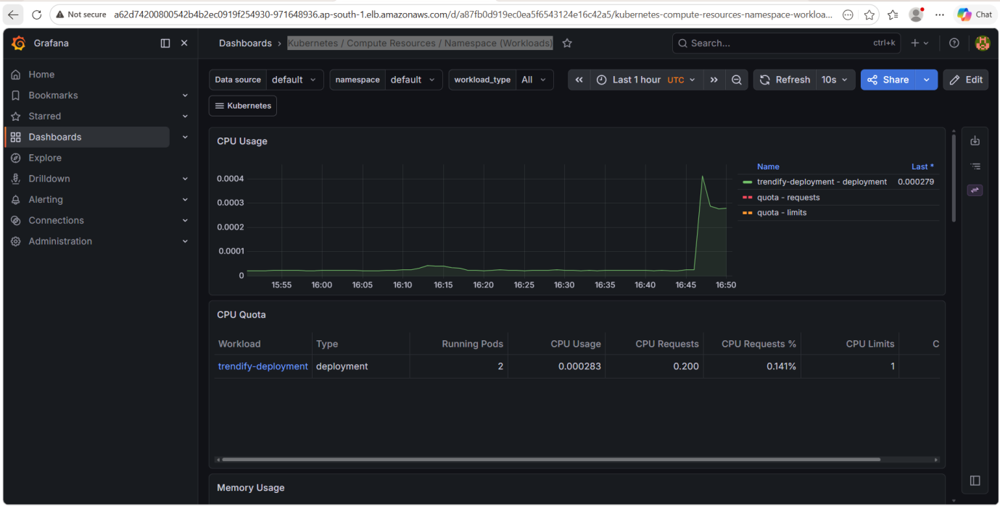 Not secure a62d74200800542b4b2ec0919f254930-971648936.ap-south-1.elb.amazonaws.com/d/a87fb0d919ec0ea5f6543124e16c42a5/kubernetes-compute-resources-namespace-workloa... Chat
Grafana Dashboards › Kubernetes / Compute Resources / Namespace (Workloads) Search... ctrl+k
Home
Bookmarks
Starred
Dashboards
Explore
Drilldown
Alerting
Connections
Administration
Data source default namespace default workload_type All Last 1 hour UTC Refresh 10s Share Edit
Kubernetes
CPU Usage
0.0004
0.0003
0.0002
0.0001
0
15:55 16:00 16:05 16:10 16:15 16:20 16:25 16:30 16:35 16:40 16:45 16:50
Name Last *
trendify-deployment - deployment 0.000279
quota - requests
quota - limits
CPU Quota
Workload Type Running Pods CPU Usage CPU Requests CPU Requests % CPU Limits C
trendify-deployment deployment 2 0.000283 0.200 0.141% 1
Memory Usage